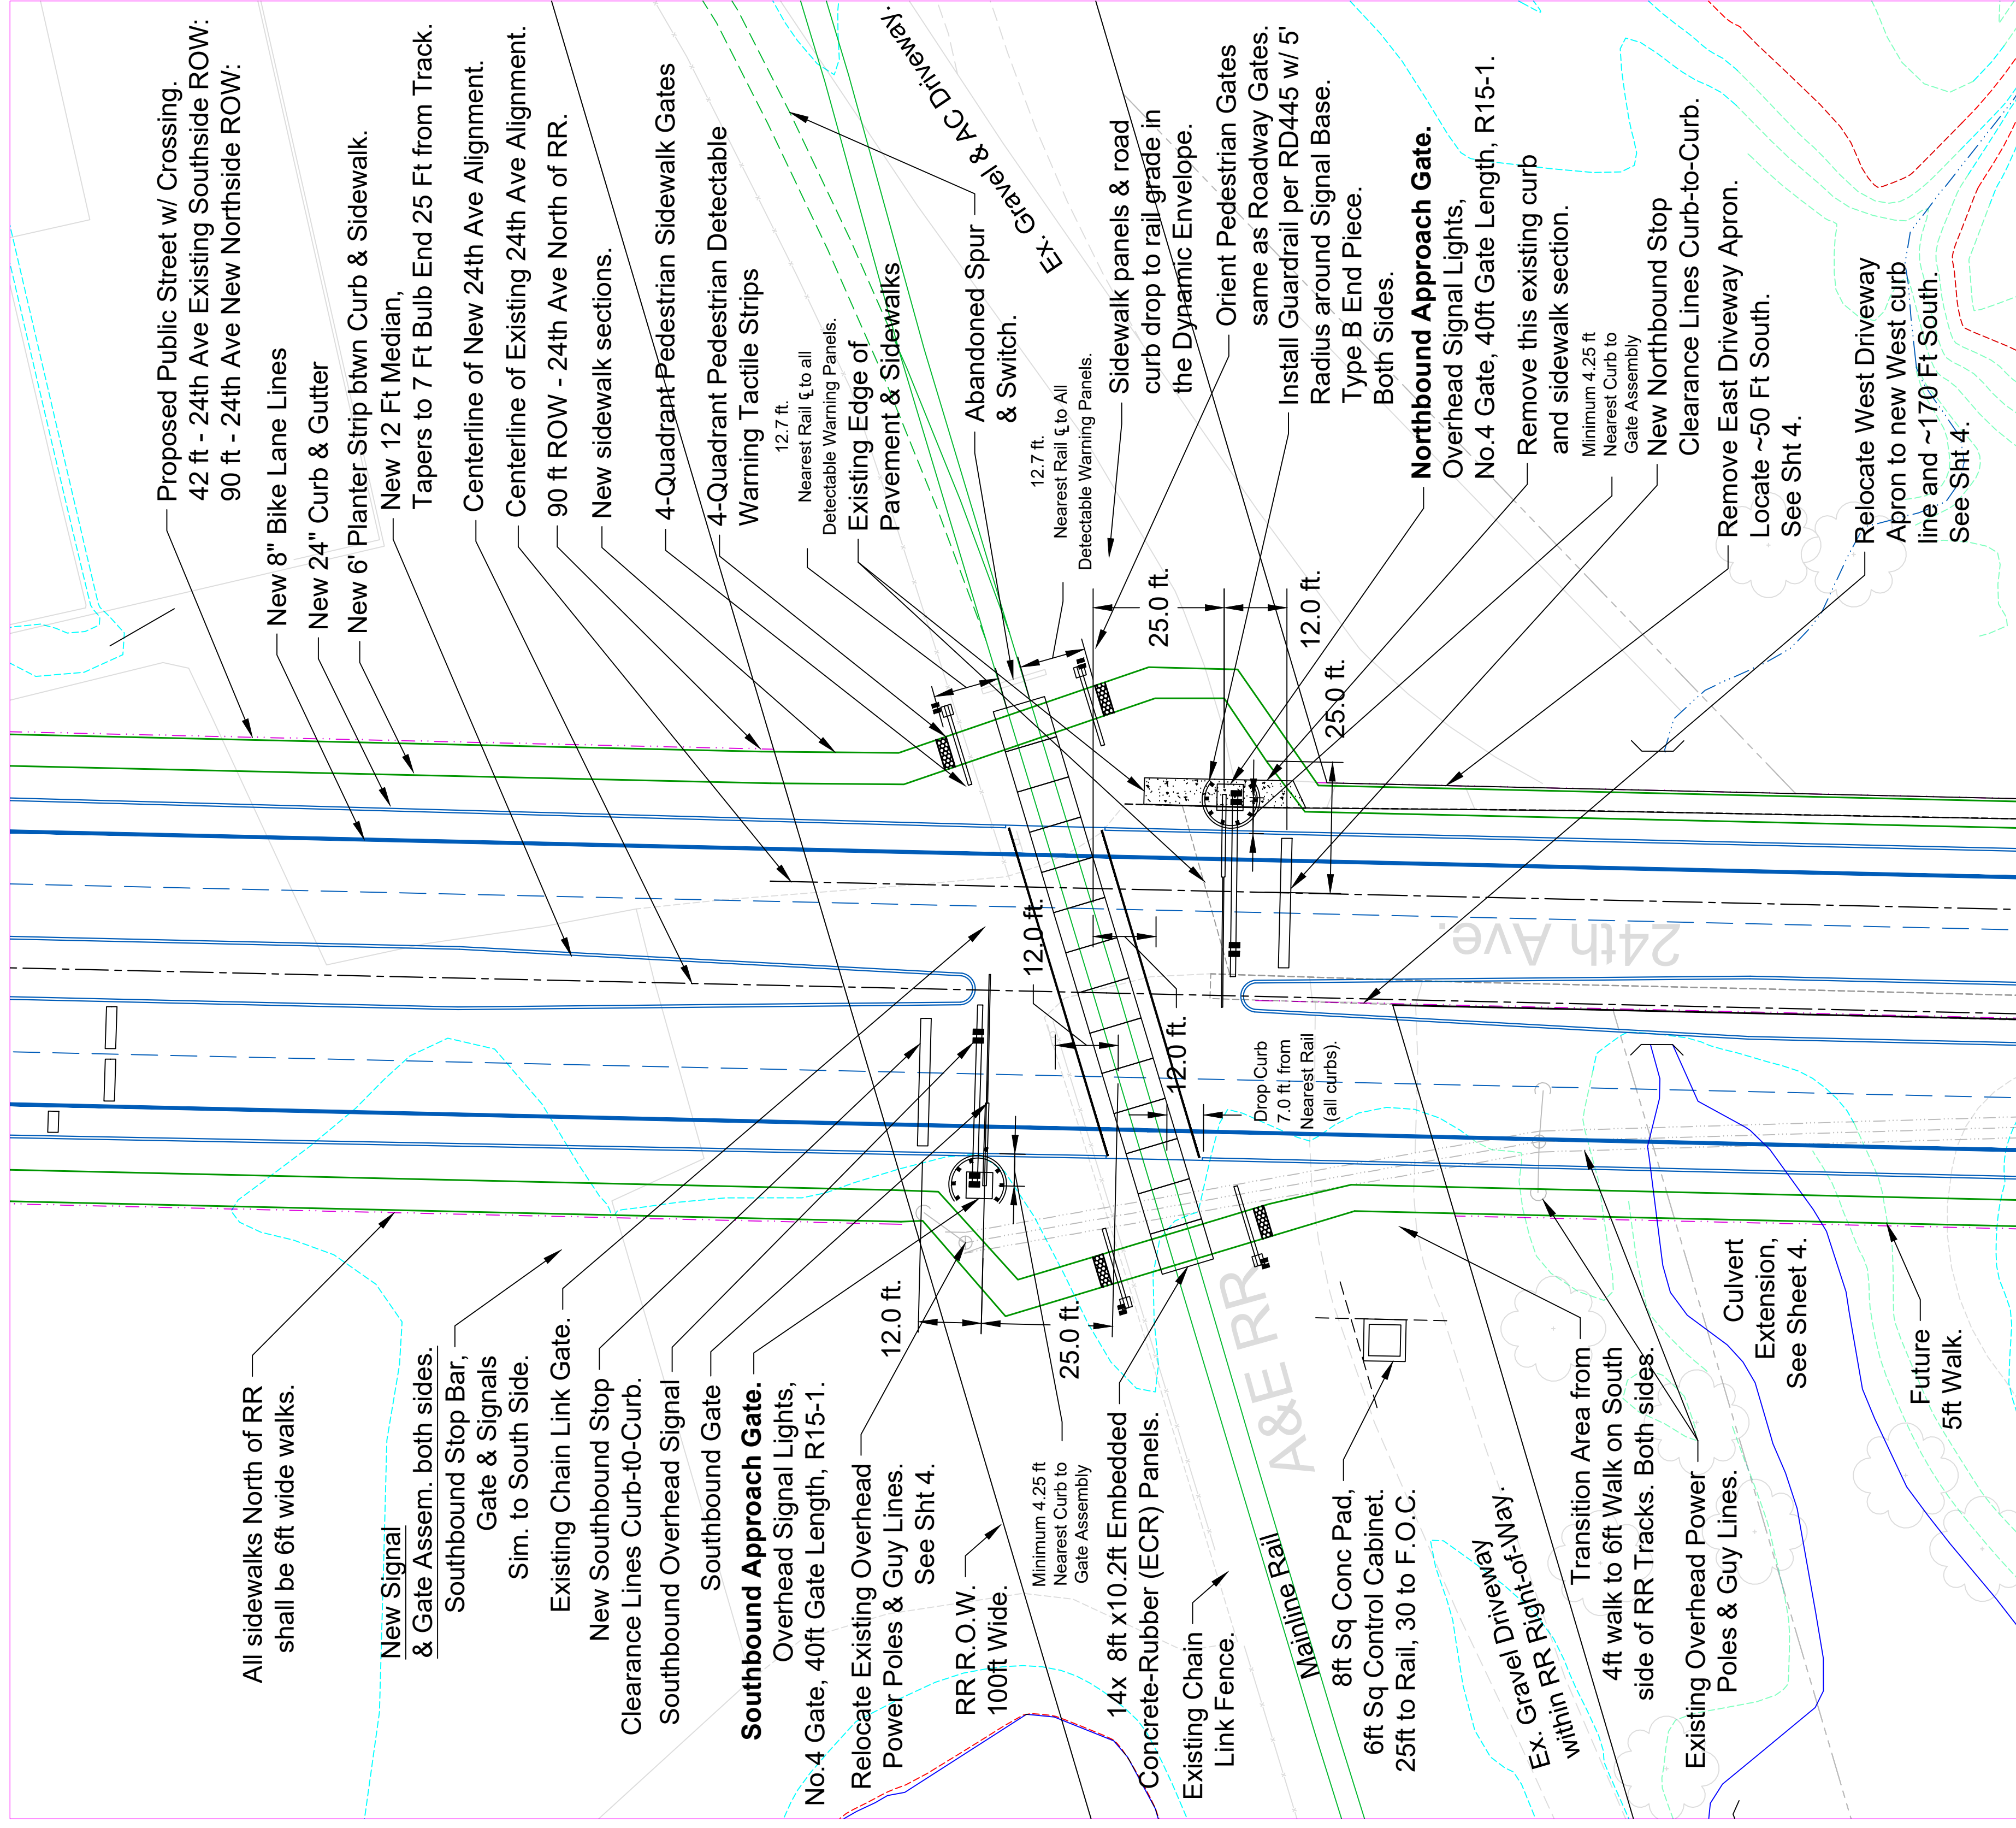 Proposed Public Street w/ Crossing.
42 ft - 24th Ave Existing Southside ROW:
90 ft - 24th Ave New Northside ROW:
New 8" Bike Lane Lines
New 24" Curb & Gutter
New 6' Planter Strip btwn Curb & Sidewalk.
New 12 Ft Median,
Tapers to 7 Ft Bulb End 25 Ft from Track.
Centerline of New 24th Ave Alignment.
Centerline of Existing 24th Ave Alignment.
90 ft ROW - 24th Ave North of RR.
New sidewalk sections.
4-Quadrant Pedestrian Sidewalk Gates
4-Quadrant Pedestrian Detectable
Warning Tactile Strips
12.7 ft.
Nearest Rail ℄ to all
Detectable Warning Panels.
Existing Edge of
Pavement & Sidewalks
Abandoned Spur
& Switch.
12.7 ft.
Nearest Rail ℄ to All
Detectable Warning Panels.
Ex. Gravel & AC Driveway.
Sidewalk panels & road
curb drop to rail grade in
the Dynamic Envelope.
Orient Pedestrian Gates
same as Roadway Gates.
Install Guardrail per RD445 w/ 5'
Radius around Signal Base.
Type B End Piece.
Both Sides.
Northbound Approach Gate.
Overhead Signal Lights,
No.4 Gate, 40ft Gate Length, R15-1.
Remove this existing curb
and sidewalk section.
Minimum 4.25 ft
Nearest Curb to
Gate Assembly
New Northbound Stop
Clearance Lines Curb-to-Curb.
Remove East Driveway Apron.
Locate ~50 Ft South.
See Sht 4.
Relocate West Driveway
Apron to new West curb
line and ~170 Ft South.
See Sht 4.
25.0 ft.
12.0 ft.
25.0 ft.
12.0 ft.
12.0 ft.
24th Ave.
Drop Curb
7.0 ft. from
Nearest Rail
(all curbs).
12.0 ft.
25.0 ft.
A&E RR
All sidewalks North of RR
shall be 6ft wide walks.
New Signal
& Gate Assem. both sides.
Southbound Stop Bar,
Gate & Signals
Sim. to South Side.
Existing Chain Link Gate.
New Southbound Stop
Clearance Lines Curb-t0-Curb.
Southbound Overhead Signal
Southbound Gate
Southbound Approach Gate.
Overhead Signal Lights,
No.4 Gate, 40ft Gate Length, R15-1.
Relocate Existing Overhead
Power Poles & Guy Lines.
See Sht 4.
RR R.O.W.
100ft Wide.
Minimum 4.25 ft
Nearest Curb to
Gate Assembly
14x 8ft x10.2ft Embedded
Concrete-Rubber (ECR) Panels.
Existing Chain
Link Fence.
Mainline Rail
8ft Sq Conc Pad,
6ft Sq Control Cabinet.
25ft to Rail, 30 to F.O.C.
Ex. Gravel Driveway
within RR Right-of-Way.
Transition Area from
4ft walk to 6ft Walk on South
side of RR Tracks. Both sides.
Existing Overhead Power
Poles & Guy Lines.
Culvert
Extension,
See Sheet 4.
Future
5ft Walk.